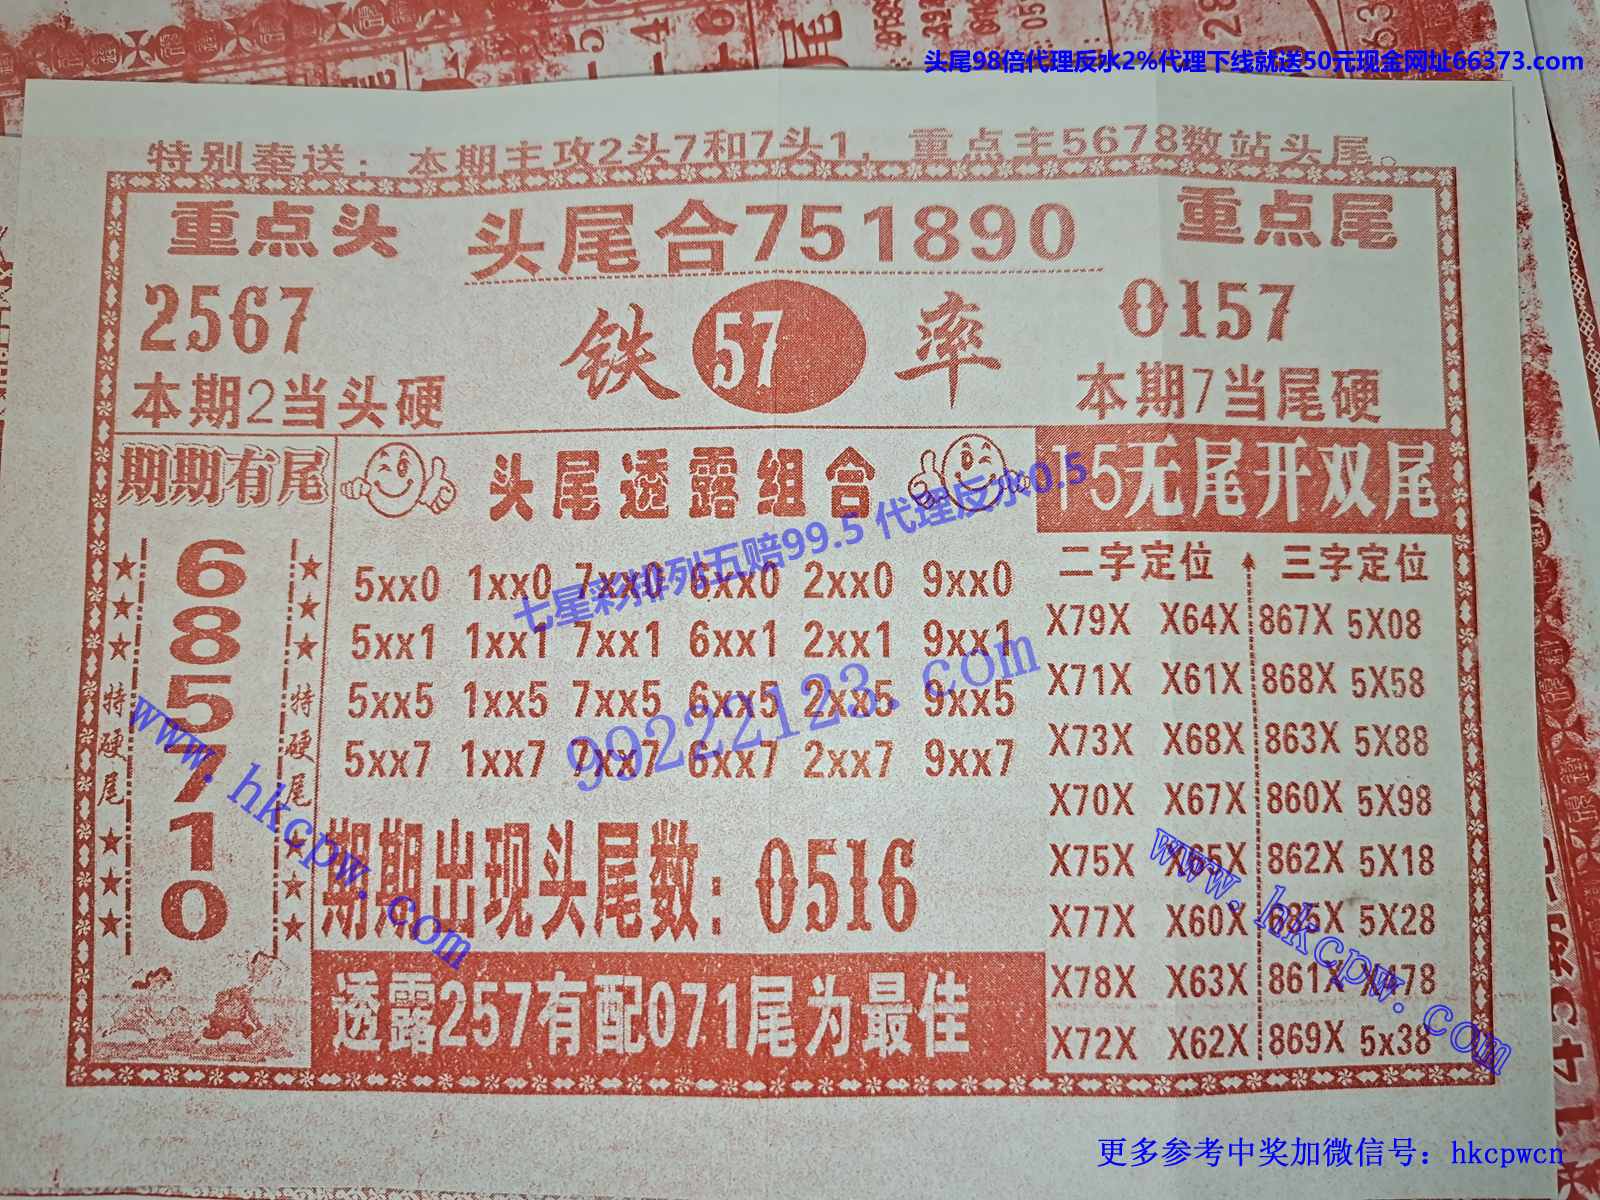 头尾98倍代理反水2%代理下线就送50元现金网址66373.com
特别奉送：本期主攻2头7和7头1，重点主5678数站头尾。
重点头 头尾合751890 重点尾
2567 铁 57 率 0157
本期2当头硬 本期7当尾硬
期期有尾 头尾透露组合 15无尾开双尾
七星彩排列五赔99.5 代理反水0.5
二字定位 三字定位
6
8
5
7
1
0
特硬尾 特硬尾
5xx0 1xx0 7xx0 6xx0 2xx0 9xx0
5xx1 1xx1 7xx1 6xx1 2xx1 9xx1
5xx5 1xx5 7xx5 6xx5 2xx5 9xx5
5xx7 1xx7 7xx7 6xx7 2xx7 9xx7
99222123.com
X79X X64X 867X 5X08
X71X X61X 868X 5X58
X73X X68X 863X 5X88
X70X X67X 860X 5X98
X75X X65X 862X 5X18
X77X X60X 5X28
X78X X63X 861X
X72X X62X 869X 5x38
www.hkcpw.com
www.hkcpw.com
期期出现头尾数：0516
透露257有配071尾为最佳
更多参考中奖加微信号：hkcpwcn